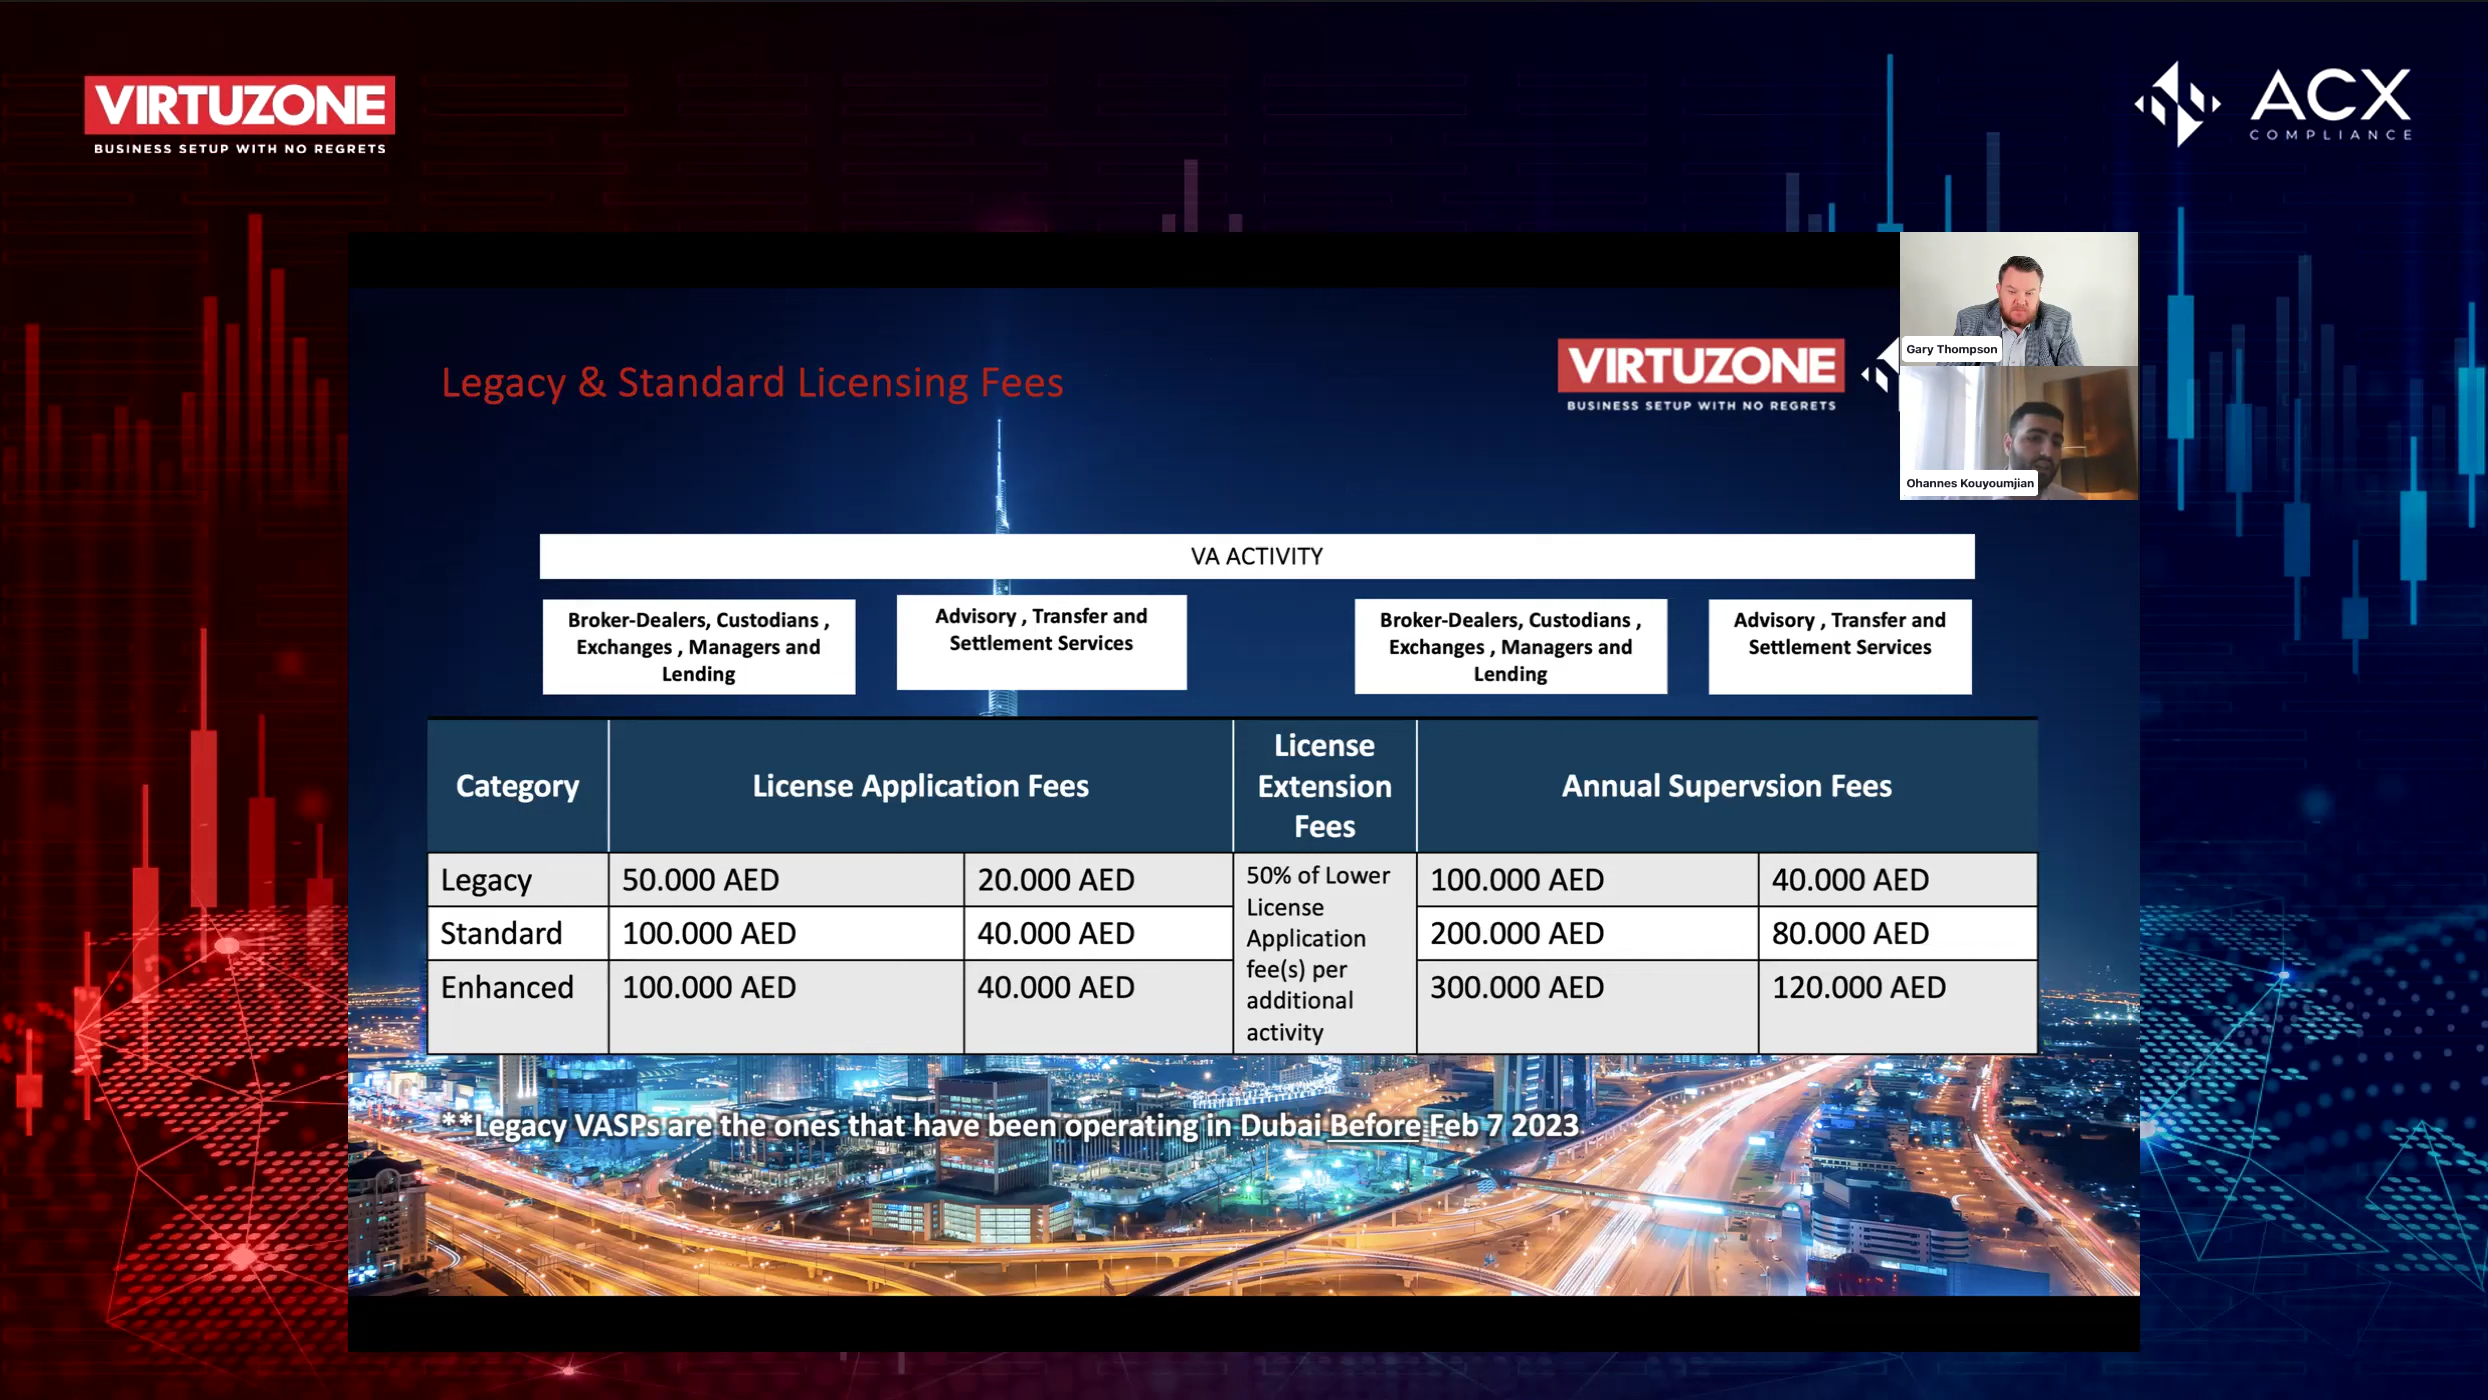 VIRTUZONE
BUSINESS SETUP WITH NO REGRETS
ACX
COMPLIANCE
Legacy & Standard Licensing Fees
VIRTUZONE
BUSINESS SETUP WITH NO REGRETS
Gary Thompson
Ohannes Kouyoumjian
VA ACTIVITY
Broker-Dealers, Custodians ,
Exchanges , Managers and
Lending
Advisory , Transfer and
Settlement Services
Broker-Dealers, Custodians ,
Exchanges , Managers and
Lending
Advisory , Transfer and
Settlement Services
Category
License Application Fees
License
Extension
Fees
Annual Supervsion Fees
Legacy
50.000 AED
20.000 AED
50% of Lower
License
Application
fee(s) per
additional
activity
100.000 AED
40.000 AED
Standard
100.000 AED
40.000 AED
200.000 AED
80.000 AED
Enhanced
100.000 AED
40.000 AED
300.000 AED
120.000 AED
**Legacy VASPs are the ones that have been operating in Dubai Before Feb 7 2023